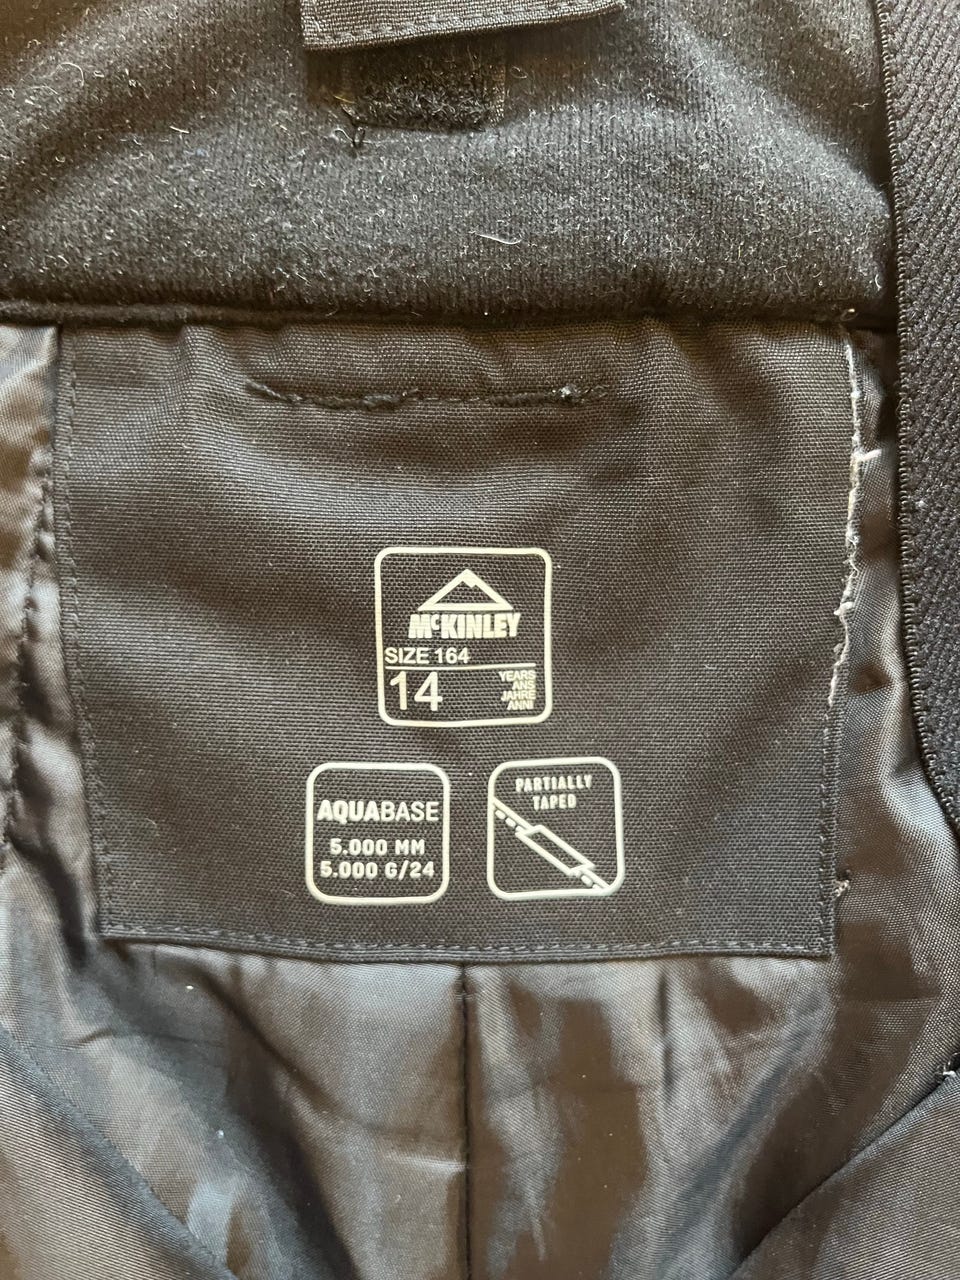 McKINLEY
SIZE 164
14
YEARS
ANS
JAHRE
ANNI
AQUABASE
5.000 MM
5.000 G/24
PARTIALLY
TAPED